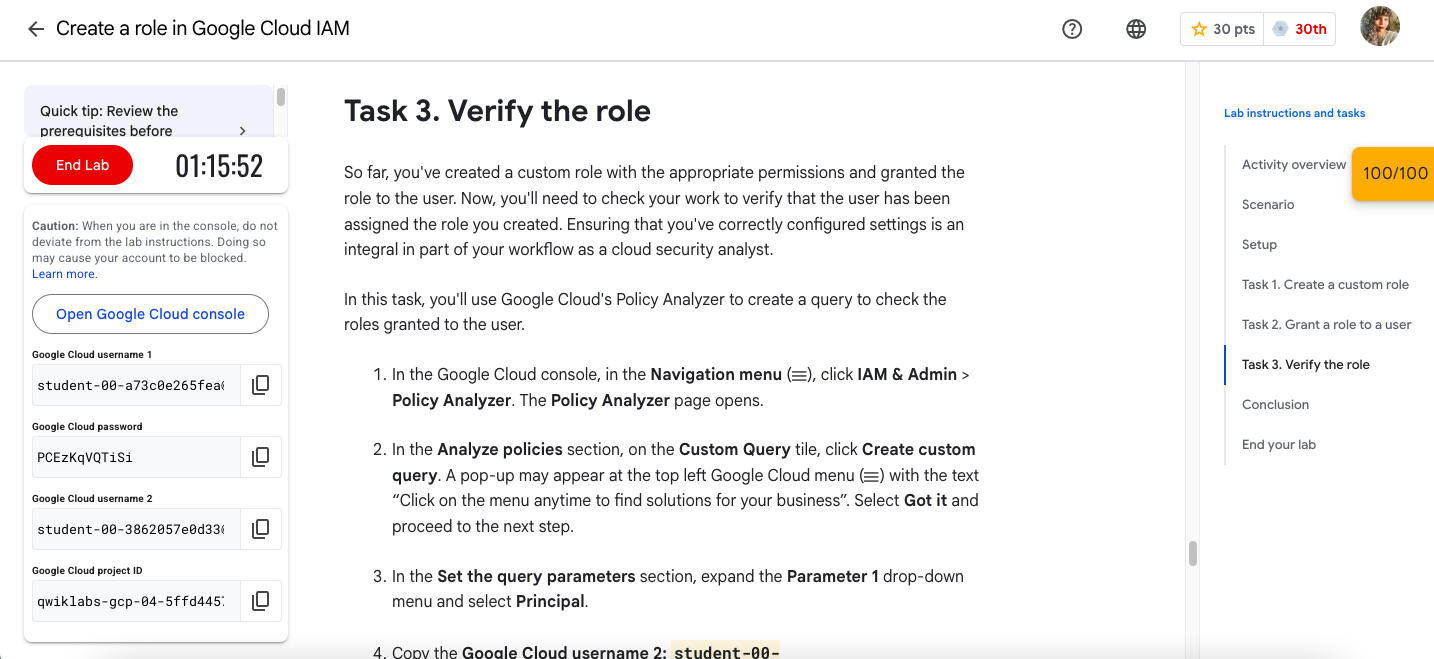 Create a role in Google Cloud IAM
30 pts
30th
Quick tip: Review the
prerequisites before
End Lab
01:15:52
Caution: When you are in the console, do not
deviate from the lab instructions. Doing so
may cause your account to be blocked.
Learn more.
Open Google Cloud console
Google Cloud username 1
student-00-a73c0e265fea
Google Cloud password
PCEzKqVQTiSi
Google Cloud username 2
student-00-3862057e0d33
Google Cloud project ID
qwiklabs-gcp-04-5ffd445
Task 3. Verify the role
So far, you've created a custom role with the appropriate permissions and granted the
role to the user. Now, you'll need to check your work to verify that the user has been
assigned the role you created. Ensuring that you've correctly configured settings is an
integral in part of your workflow as a cloud security analyst.
In this task, you'll use Google Cloud's Policy Analyzer to create a query to check the
roles granted to the user.
1. In the Google Cloud console, in the Navigation menu (), click IAM & Admin >
Policy Analyzer. The Policy Analyzer page opens.
2. In the Analyze policies section, on the Custom Query tile, click Create custom
query. A pop-up may appear at the top left Google Cloud menu () with the text
“Click on the menu anytime to find solutions for your business”. Select Got it and
proceed to the next step.
3. In the Set the query parameters section, expand the Parameter 1 drop-down
menu and select Principal.
4. Copy the Google Cloud username 2: student-00-
Lab instructions and tasks
Activity overview
100/100
Scenario
Setup
Task 1. Create a custom role
Task 2. Grant a role to a user
Task 3. Verify the role
Conclusion
End your lab